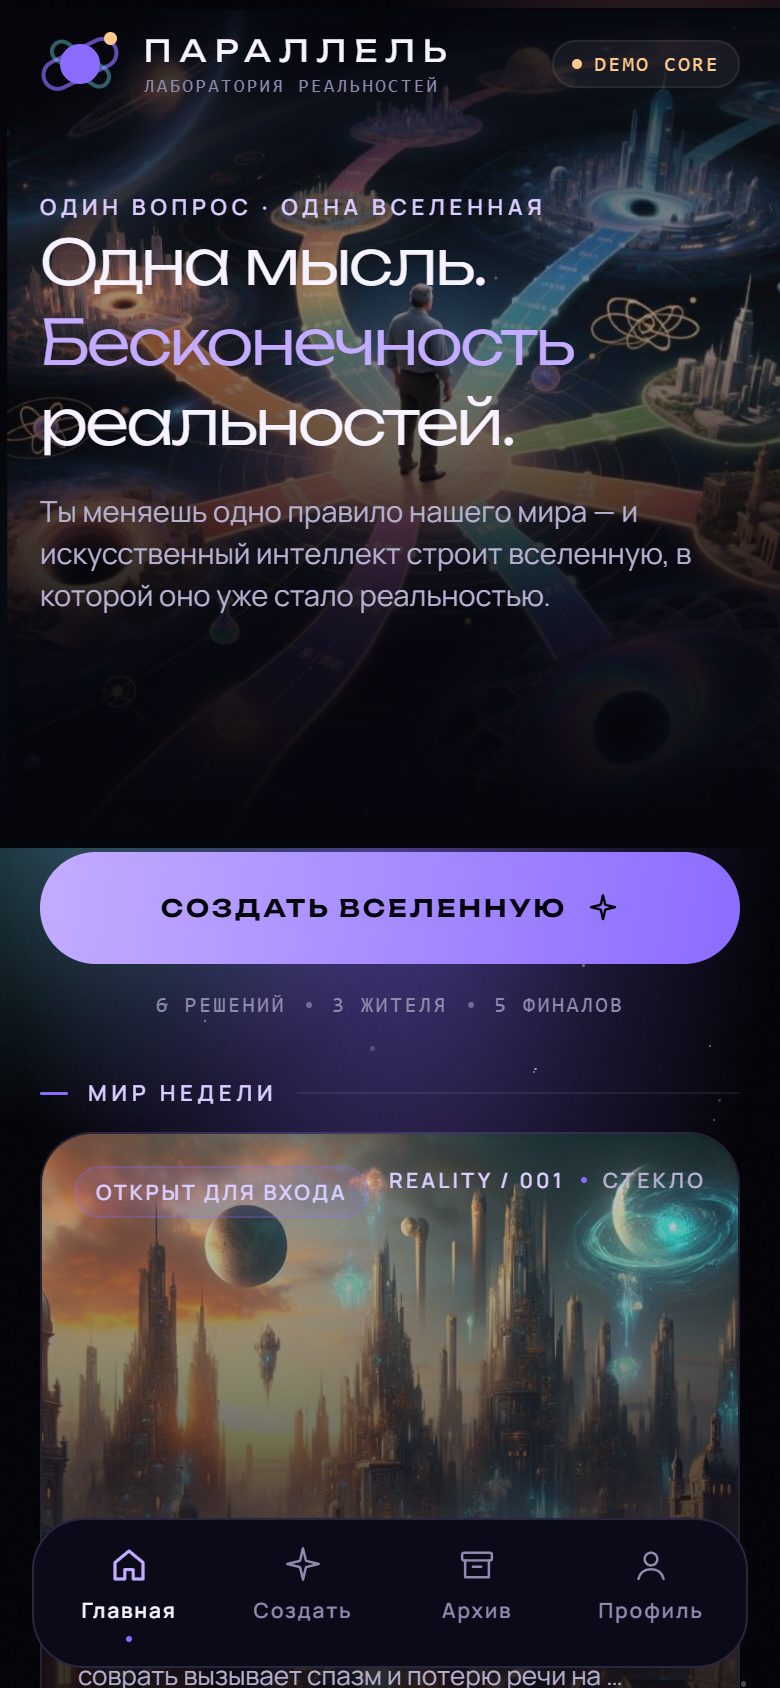 ПАРАЛЛЕЛЬ
ЛАБОРАТОРИЯ РЕАЛЬНОСТЕЙ
DEMO CORE
ОДИН ВОПРОС · ОДНА ВСЕЛЕННАЯ
Одна мысль.
Бесконечность
реальностей.
Ты меняешь одно правило нашего мира — и
искусственный интеллект строит вселенную, в
которой оно уже стало реальностью.
СОЗДАТЬ ВСЕЛЕННУЮ
6 РЕШЕНИЙ • 3 ЖИТЕЛЯ • 5 ФИНАЛОВ
МИР НЕДЕЛИ
ОТКРЫТ ДЛЯ ВХОДА
REALITY / 001 • СТЕКЛО
Главная
Создать
Архив
Профиль
соврать вызывает спазм и потерю речи на ...